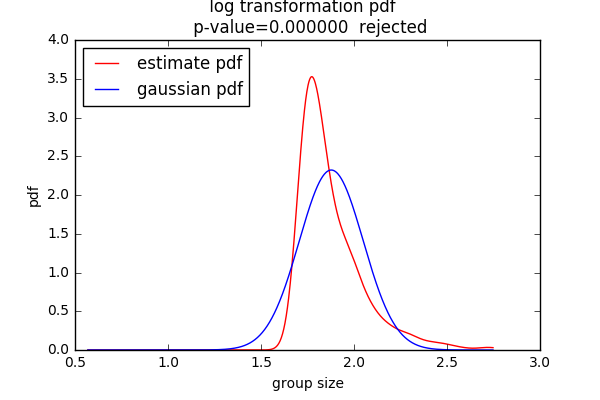 log transformation pdf
p-value=0.000000 rejected
4.0
3.5
3.0
2.5
2.0
1.5
1.0
0.5
0.0
pdf
estimate pdf
gaussian pdf
0.5 1.0 1.5 2.0 2.5 3.0
group size